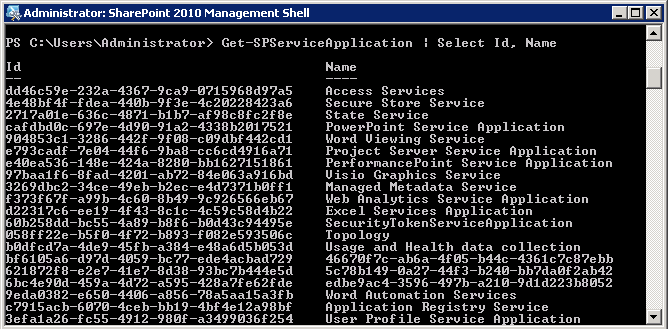 Administrator: SharePoint 2010 Management Shell
PS C:\Users\Administrator> Get-SPServiceApplication | Select Id, Name
Id Name
-- ----
dd46c59e-232a-4367-9ca9-0715968d97a5 Access Services
4e48bf4f-fdea-440b-9f3e-4c20228423a6 Secure Store Service
2717a01e-636c-4871-b1b7-af98c8fc2f8e State Service
cafdbd0c-697e-4d90-91a2-4338b2017521 PowerPoint Service Application
904853c1-3286-442f-9f08-c09dbf442cd1 Word Viewing Service
e793cadf-7e04-44f6-99ba8-cc6cd4916a71 Project Server Service Application
e40ea536-148e-424a-8280-bb1627151861 PerformancePoint Service Application
97baa1f6-8fad-4201-ab72-84e063a916bd Visio Graphics Service
3269dbc2-34ce-49eb-b2ec-e4d7371b0ff1 Managed Metadata Service
f373f67f-a99b-4c60-8b49-9c926566eb67 Web Analytics Service Application
d22317c6-ee19-4f43-8c1c-4c59c58d4b22 Excel Services Application
60b258dd-bc55-4a89-b8f6-b0d43c94495e SecurityTokenServiceApplication
058ff22e-b5f0-4f72-b893-f082e593506c Topology
b0dfcd7a-4de9-45fb-a384-e48a6d5b053d Usage and Health data collection
bf6105a6-d97d-4059-bc77-ede4acbad729 46670f7c-ab6a-4f05-b44c-4361c7c87ebb
621872f8-e2e7-41e7-8d38-93bc7b444e5d 5c78b149-0a27-44f3-b240-bb7da0f2ab42
6bc4e90d-459a-4d72-a595-428a7fe62fde edbe9ac4-3596-497b-a210-9d1d223b8052
9eda0382-e650-4406-a856-78a5aa15a3fb Word Automation Services
c7915acb-6070-4ceb-bb19-4bf4e12a98bf Application Registry Service
3efa1a26-fc55-4912-980f-a3499036f254 User Profile Service Application